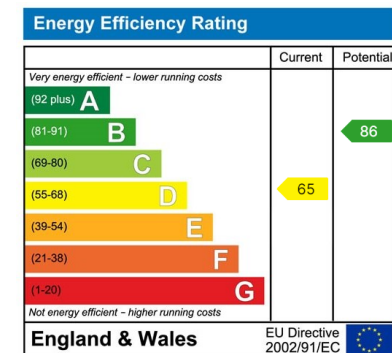 Energy Efficiency Rating
Current Potential
Very energy efficient – lower running costs
(92 plus) A
(81-91) B 86
(69-80) C
(55-68) D 65
(39-54) E
(21-38) F
(1-20) G
Not energy efficient – higher running costs
England & Wales
EU Directive
2002/91/EC